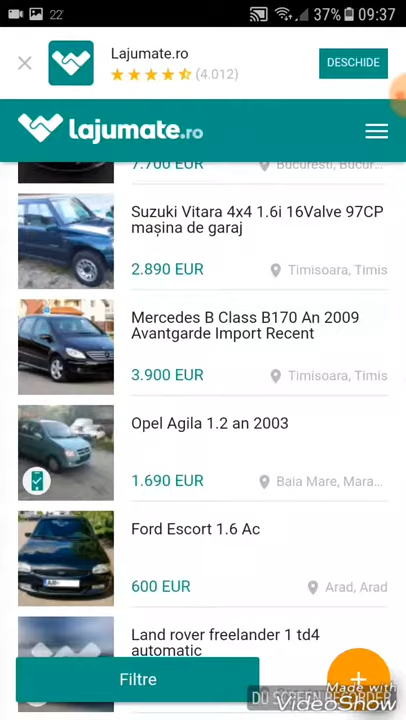 22°
37%
09:37
Lajumate.ro
(4.012)
DESCHIDE
lajumate.ro
7.700 EUR
Bucuresti, Bucur...
Suzuki Vitara 4x4 1.6i 16Valve 97CP
mașina de garaj
2.890 EUR
Timisoara, Timis
Mercedes B Class B170 An 2009
Avantgarde Import Recent
3.900 EUR
Timisoara, Timis
Opel Agila 1.2 an 2003
1.690 EUR
Baia Mare, Mara...
Ford Escort 1.6 Ac
600 EUR
Arad, Arad
Land rover freelander 1 td4
automatic
Filtre
+
Made with
DU SCREEN RECORDER
VideoShow